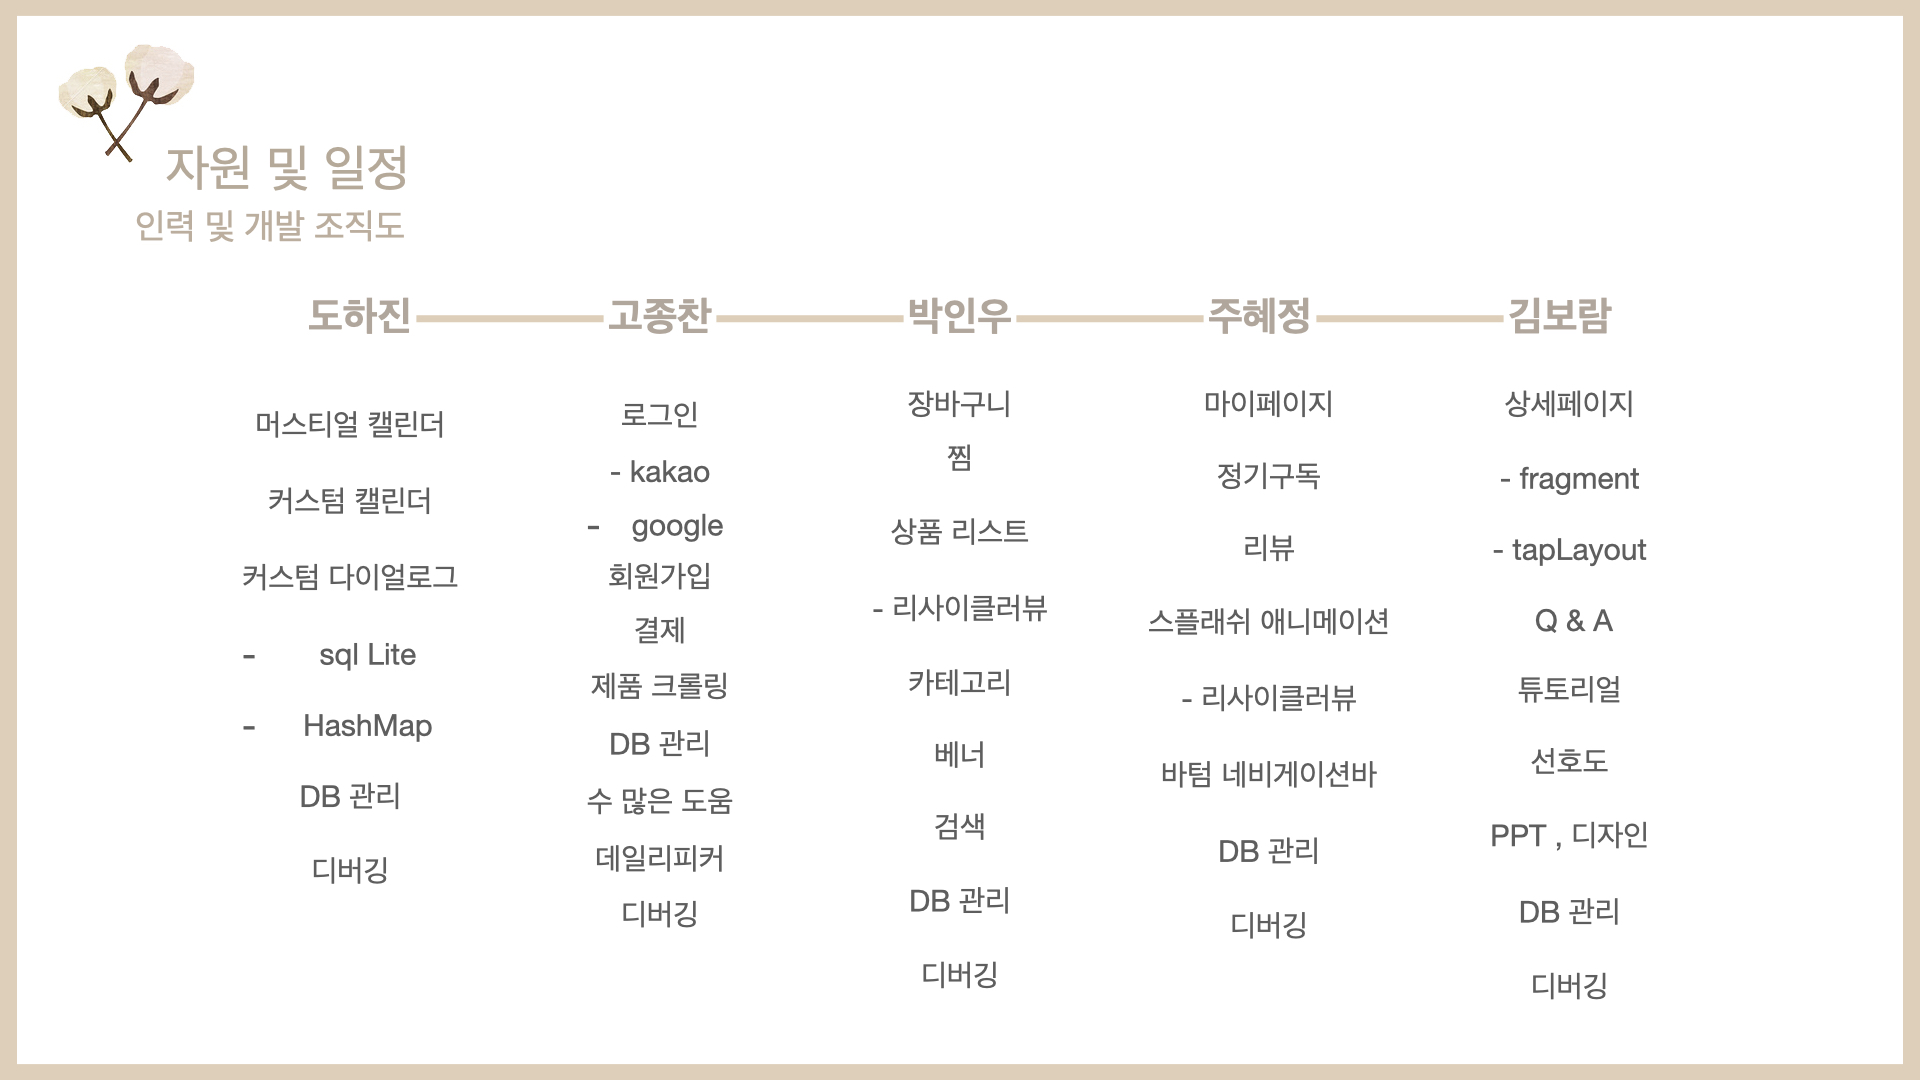 자원 및 일정
인력 및 개발 조직도
도하진
머스티얼 캘린더
커스텀 캘린더
커스텀 다이얼로그
- sql Lite
- HashMap
DB 관리
디버깅
고종찬
로그인
- kakao
- google
회원가입
결제
제품 크롤링
DB 관리
수 많은 도움
데일리피커
디버깅
박인우
장바구니
찜
상품 리스트
- 리사이클러뷰
카테고리
베너
검색
DB 관리
디버깅
주혜정
마이페이지
정기구독
리뷰
스플래쉬 애니메이션
- 리사이클러뷰
바텀 네비게이션바
DB 관리
디버깅
김보람
상세페이지
- fragment
- tapLayout
Q & A
튜토리얼
선호도
PPT , 디자인
DB 관리
디버깅